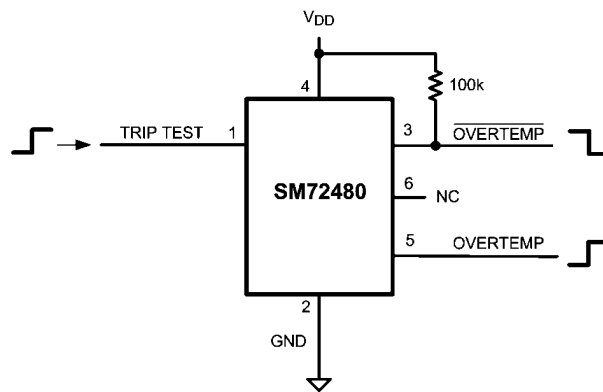 VDD
4
100k
TRIP TEST 1
3 OVERTEMP
SM72480
6 NC
5 OVERTEMP
2
GND